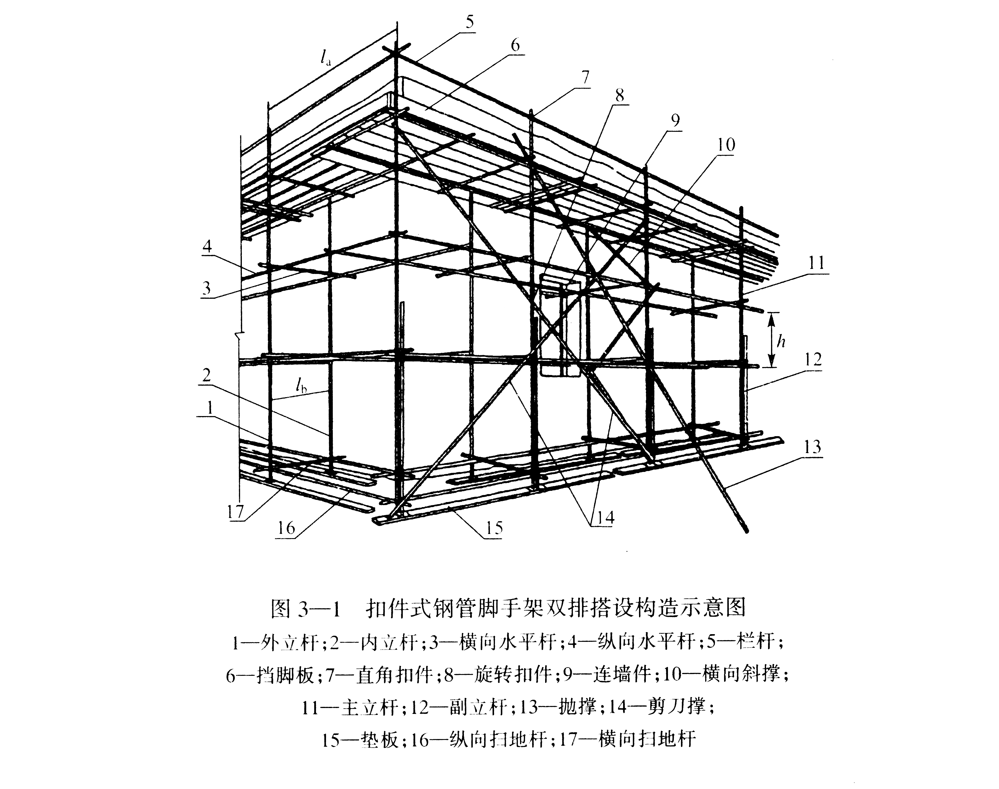 5
6
l_a
7
8
9
10
4
11
3
h
12
2
l_b
1
13
17
14
16
15
图 3—1 扣件式钢管脚手架双排搭设构造示意图
1—外立杆;2—内立杆;3—横向水平杆;4—纵向水平杆;5—栏杆;
6—挡脚板;7—直角扣件;8—旋转扣件;9—连墙件;10—横向斜撑;
11—主立杆;12—副立杆;13—抛撑;14—剪刀撑;
15—垫板;16—纵向扫地杆;17—横向扫地杆